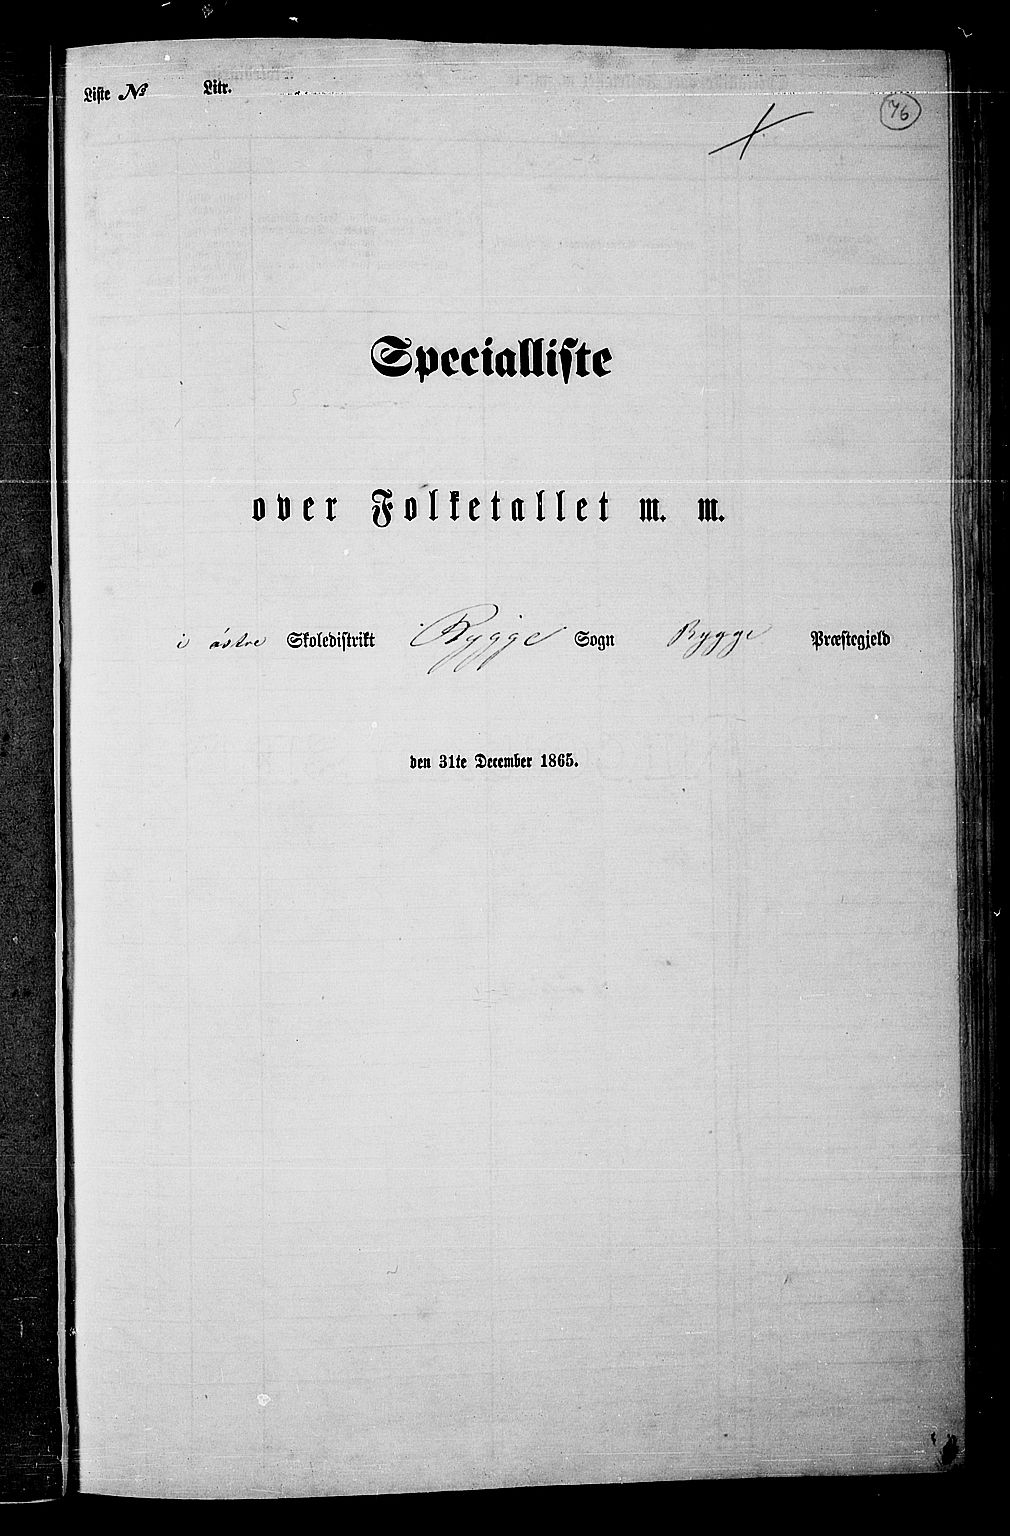 Liste № Litr.
76
Specialliste
over Folketallet m. m.
i østre Skoledistrikt Rygge Sogn Rygge Præstegjeld
den 31te December 1865.